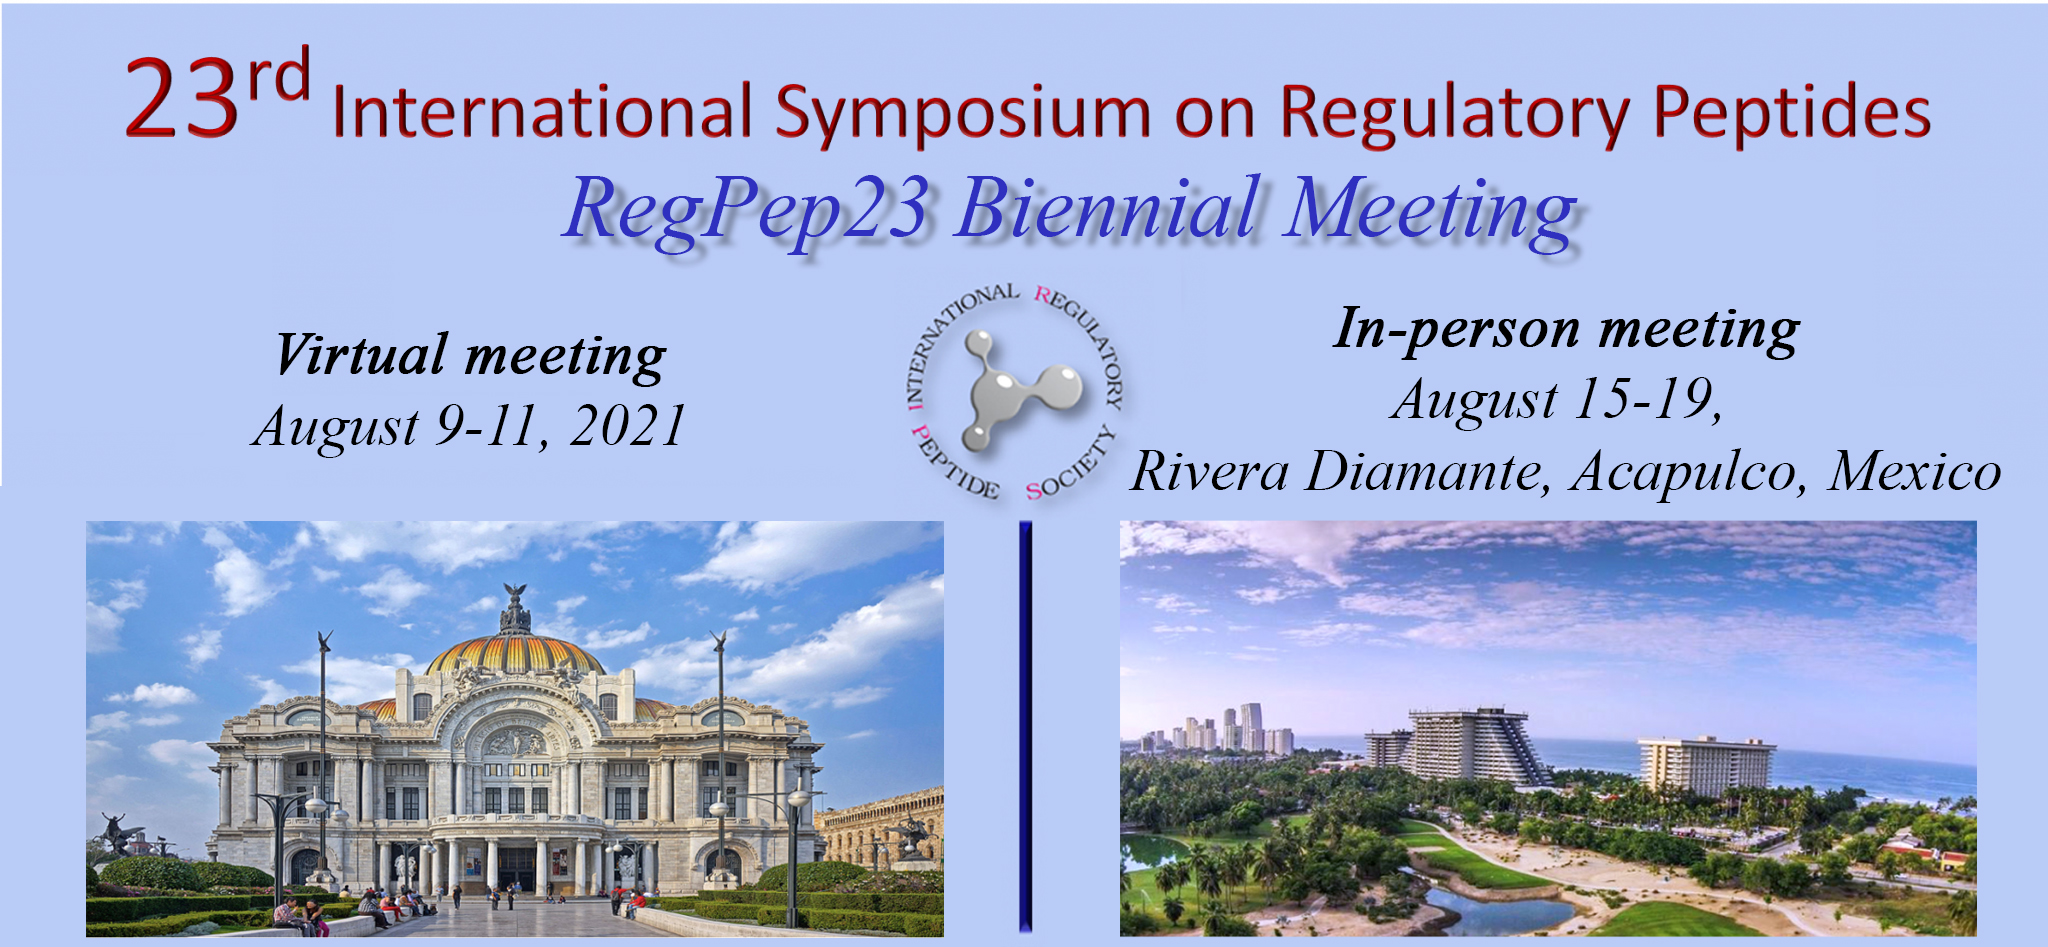 23rd International Symposium on Regulatory Peptides
RegPep23 Biennial Meeting
Virtual meeting
August 9-11, 2021
INTERNATIONAL REGULATORY
PEPTIDE SOCIETY
In-person meeting
August 15-19,
Rivera Diamante, Acapulco, Mexico